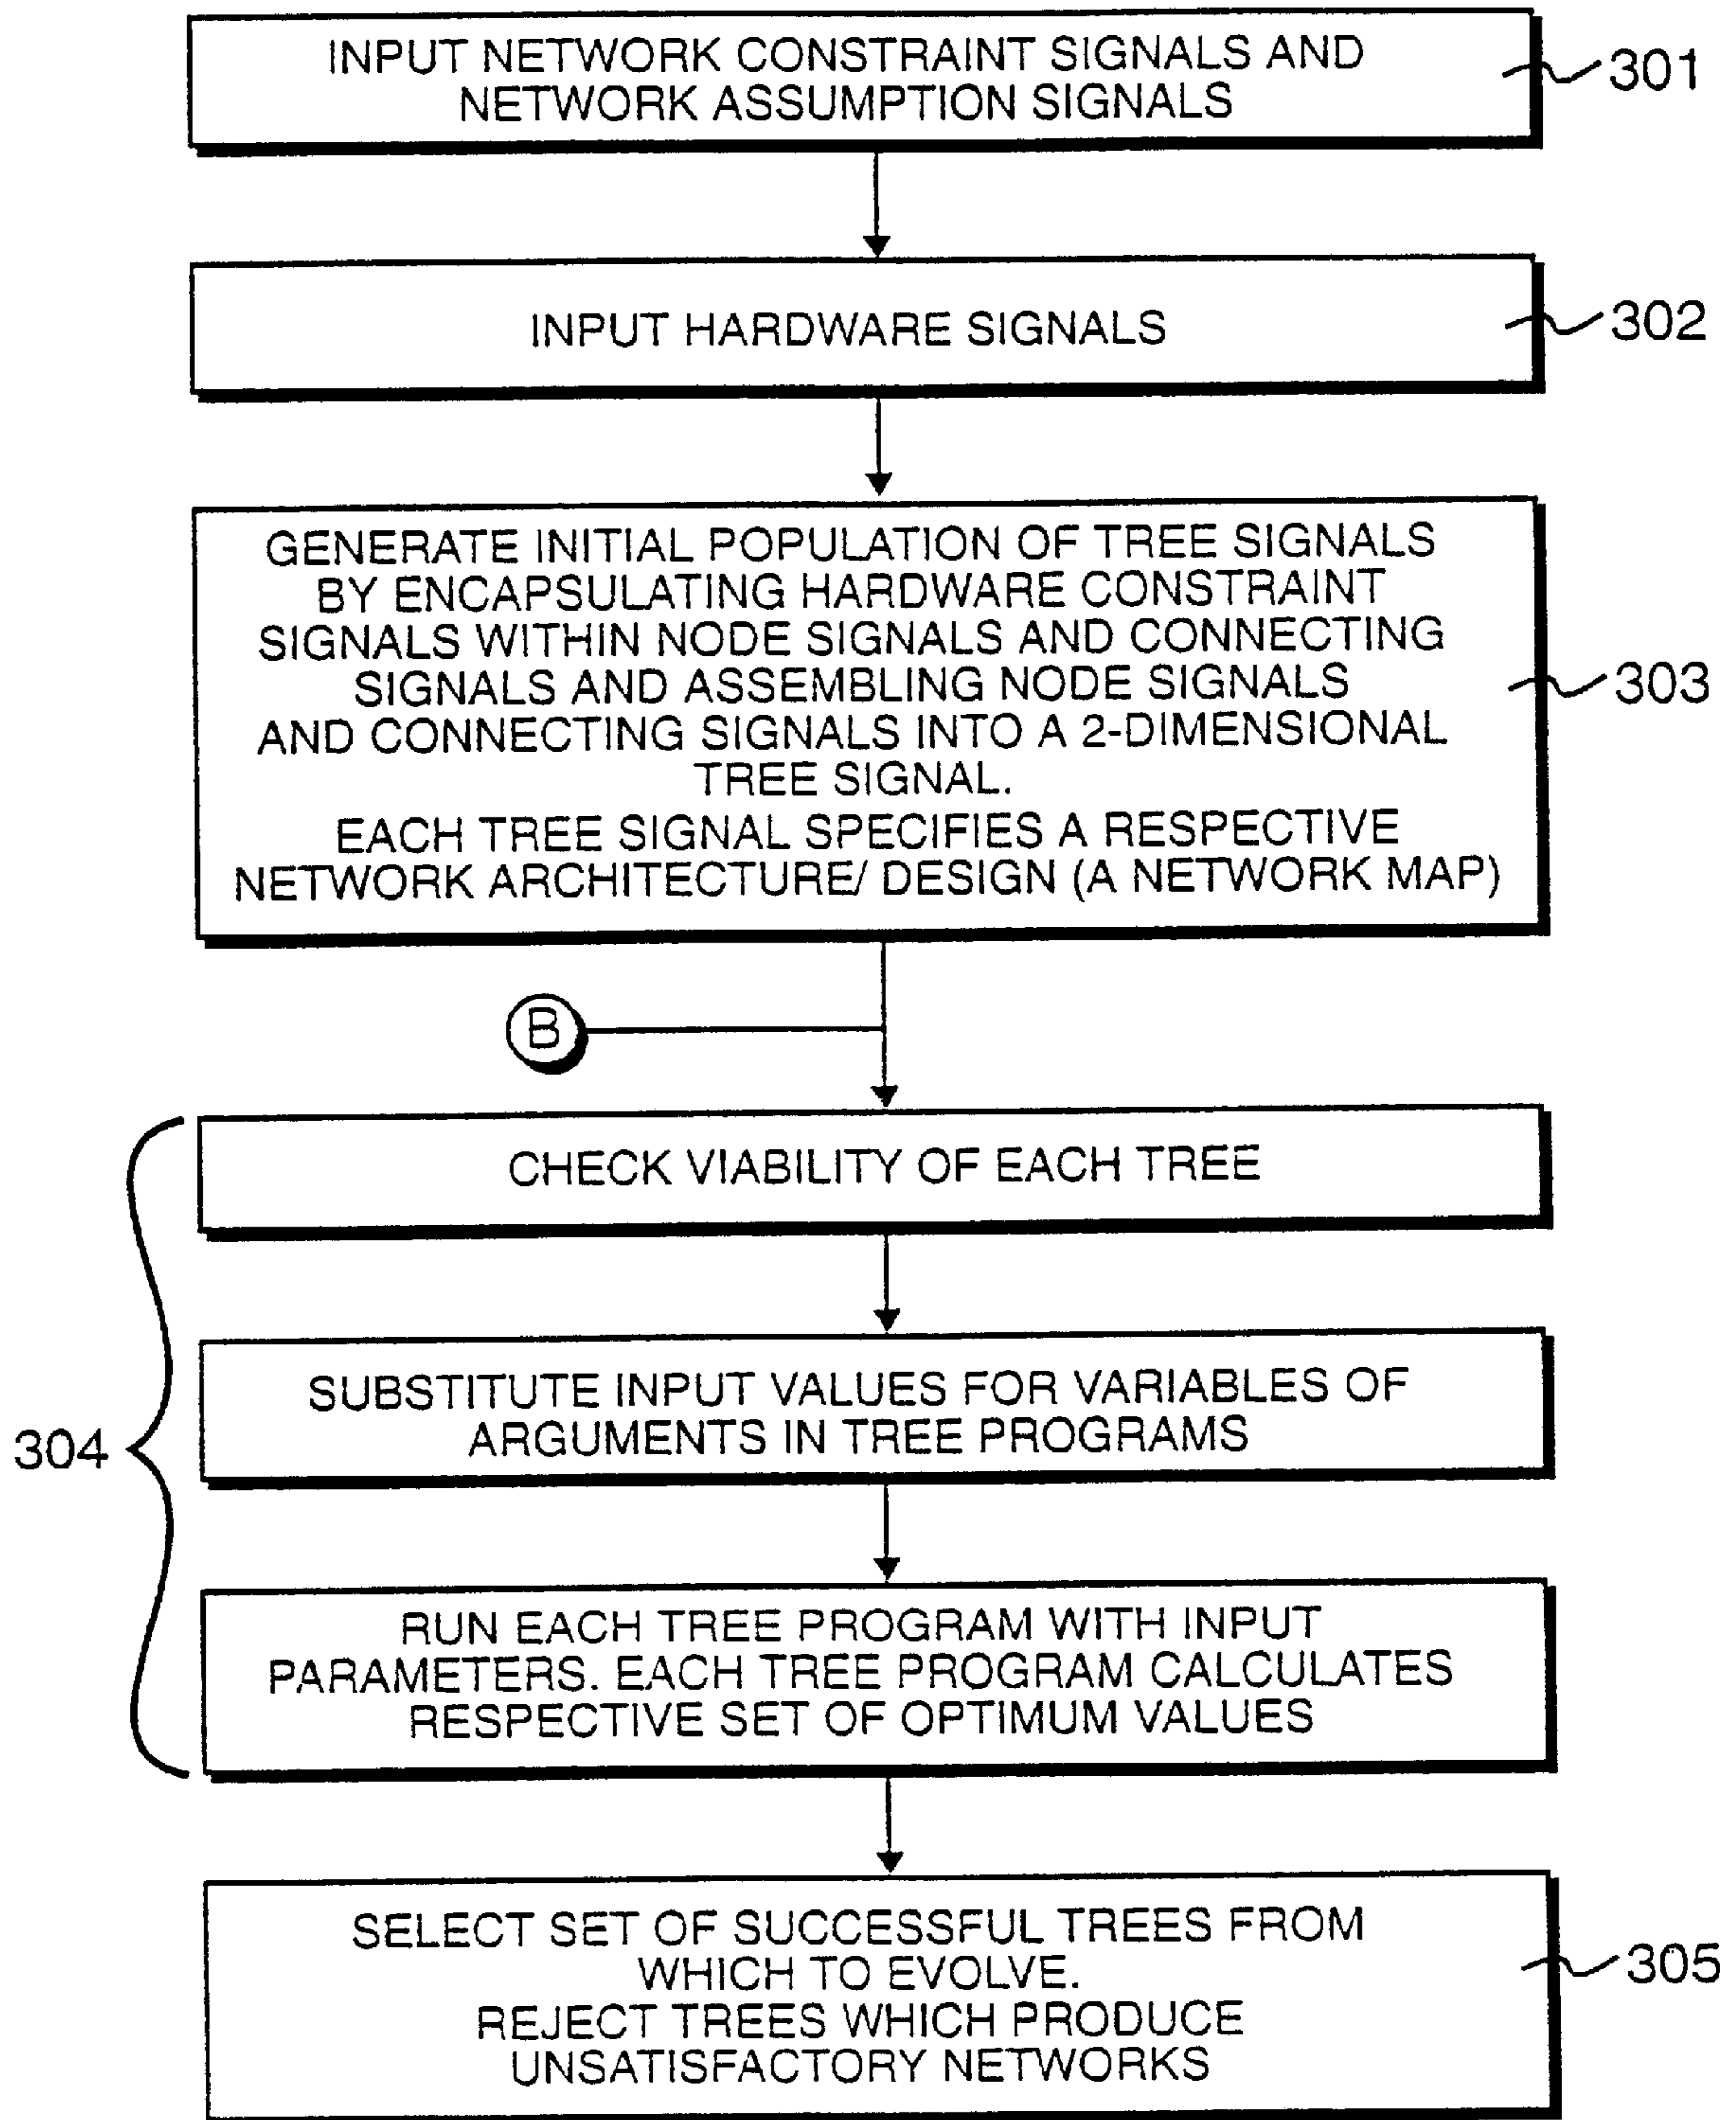 INPUT NETWORK CONSTRAINT SIGNALS AND
NETWORK ASSUMPTION SIGNALS
301
INPUT HARDWARE SIGNALS
302
GENERATE INITIAL POPULATION OF TREE SIGNALS
BY ENCAPSULATING HARDWARE CONSTRAINT
SIGNALS WITHIN NODE SIGNALS AND CONNECTING
SIGNALS AND ASSEMBLING NODE SIGNALS
AND CONNECTING SIGNALS INTO A 2-DIMENSIONAL
TREE SIGNAL.
EACH TREE SIGNAL SPECIFIES A RESPECTIVE
NETWORK ARCHITECTURE/ DESIGN (A NETWORK MAP)
303
B
CHECK VIABILITY OF EACH TREE
SUBSTITUTE INPUT VALUES FOR VARIABLES OF
ARGUMENTS IN TREE PROGRAMS
304
RUN EACH TREE PROGRAM WITH INPUT
PARAMETERS. EACH TREE PROGRAM CALCULATES
RESPECTIVE SET OF OPTIMUM VALUES
SELECT SET OF SUCCESSFUL TREES FROM
WHICH TO EVOLVE.
REJECT TREES WHICH PRODUCE
UNSATISFACTORY NETWORKS
305